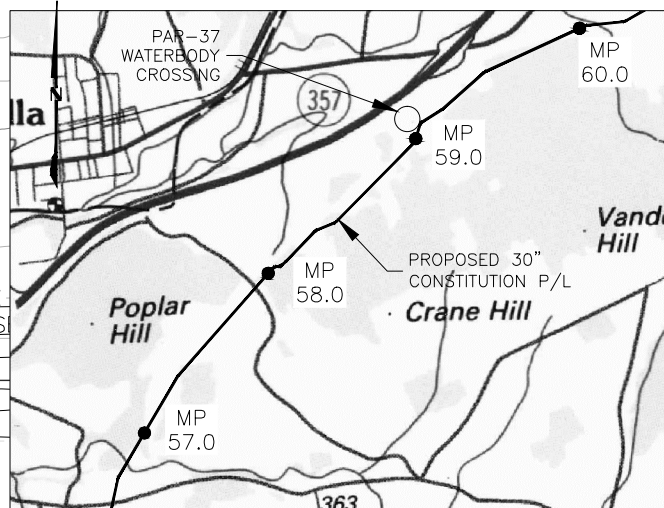 PAR-37
WATERBODY
CROSSING
MP
60.0
N
lla
357
MP
59.0
Vand
Hill
PROPOSED 30"
CONSTITUTION P/L
MP
58.0
Poplar
Hill
Crane Hill
MP
57.0
363